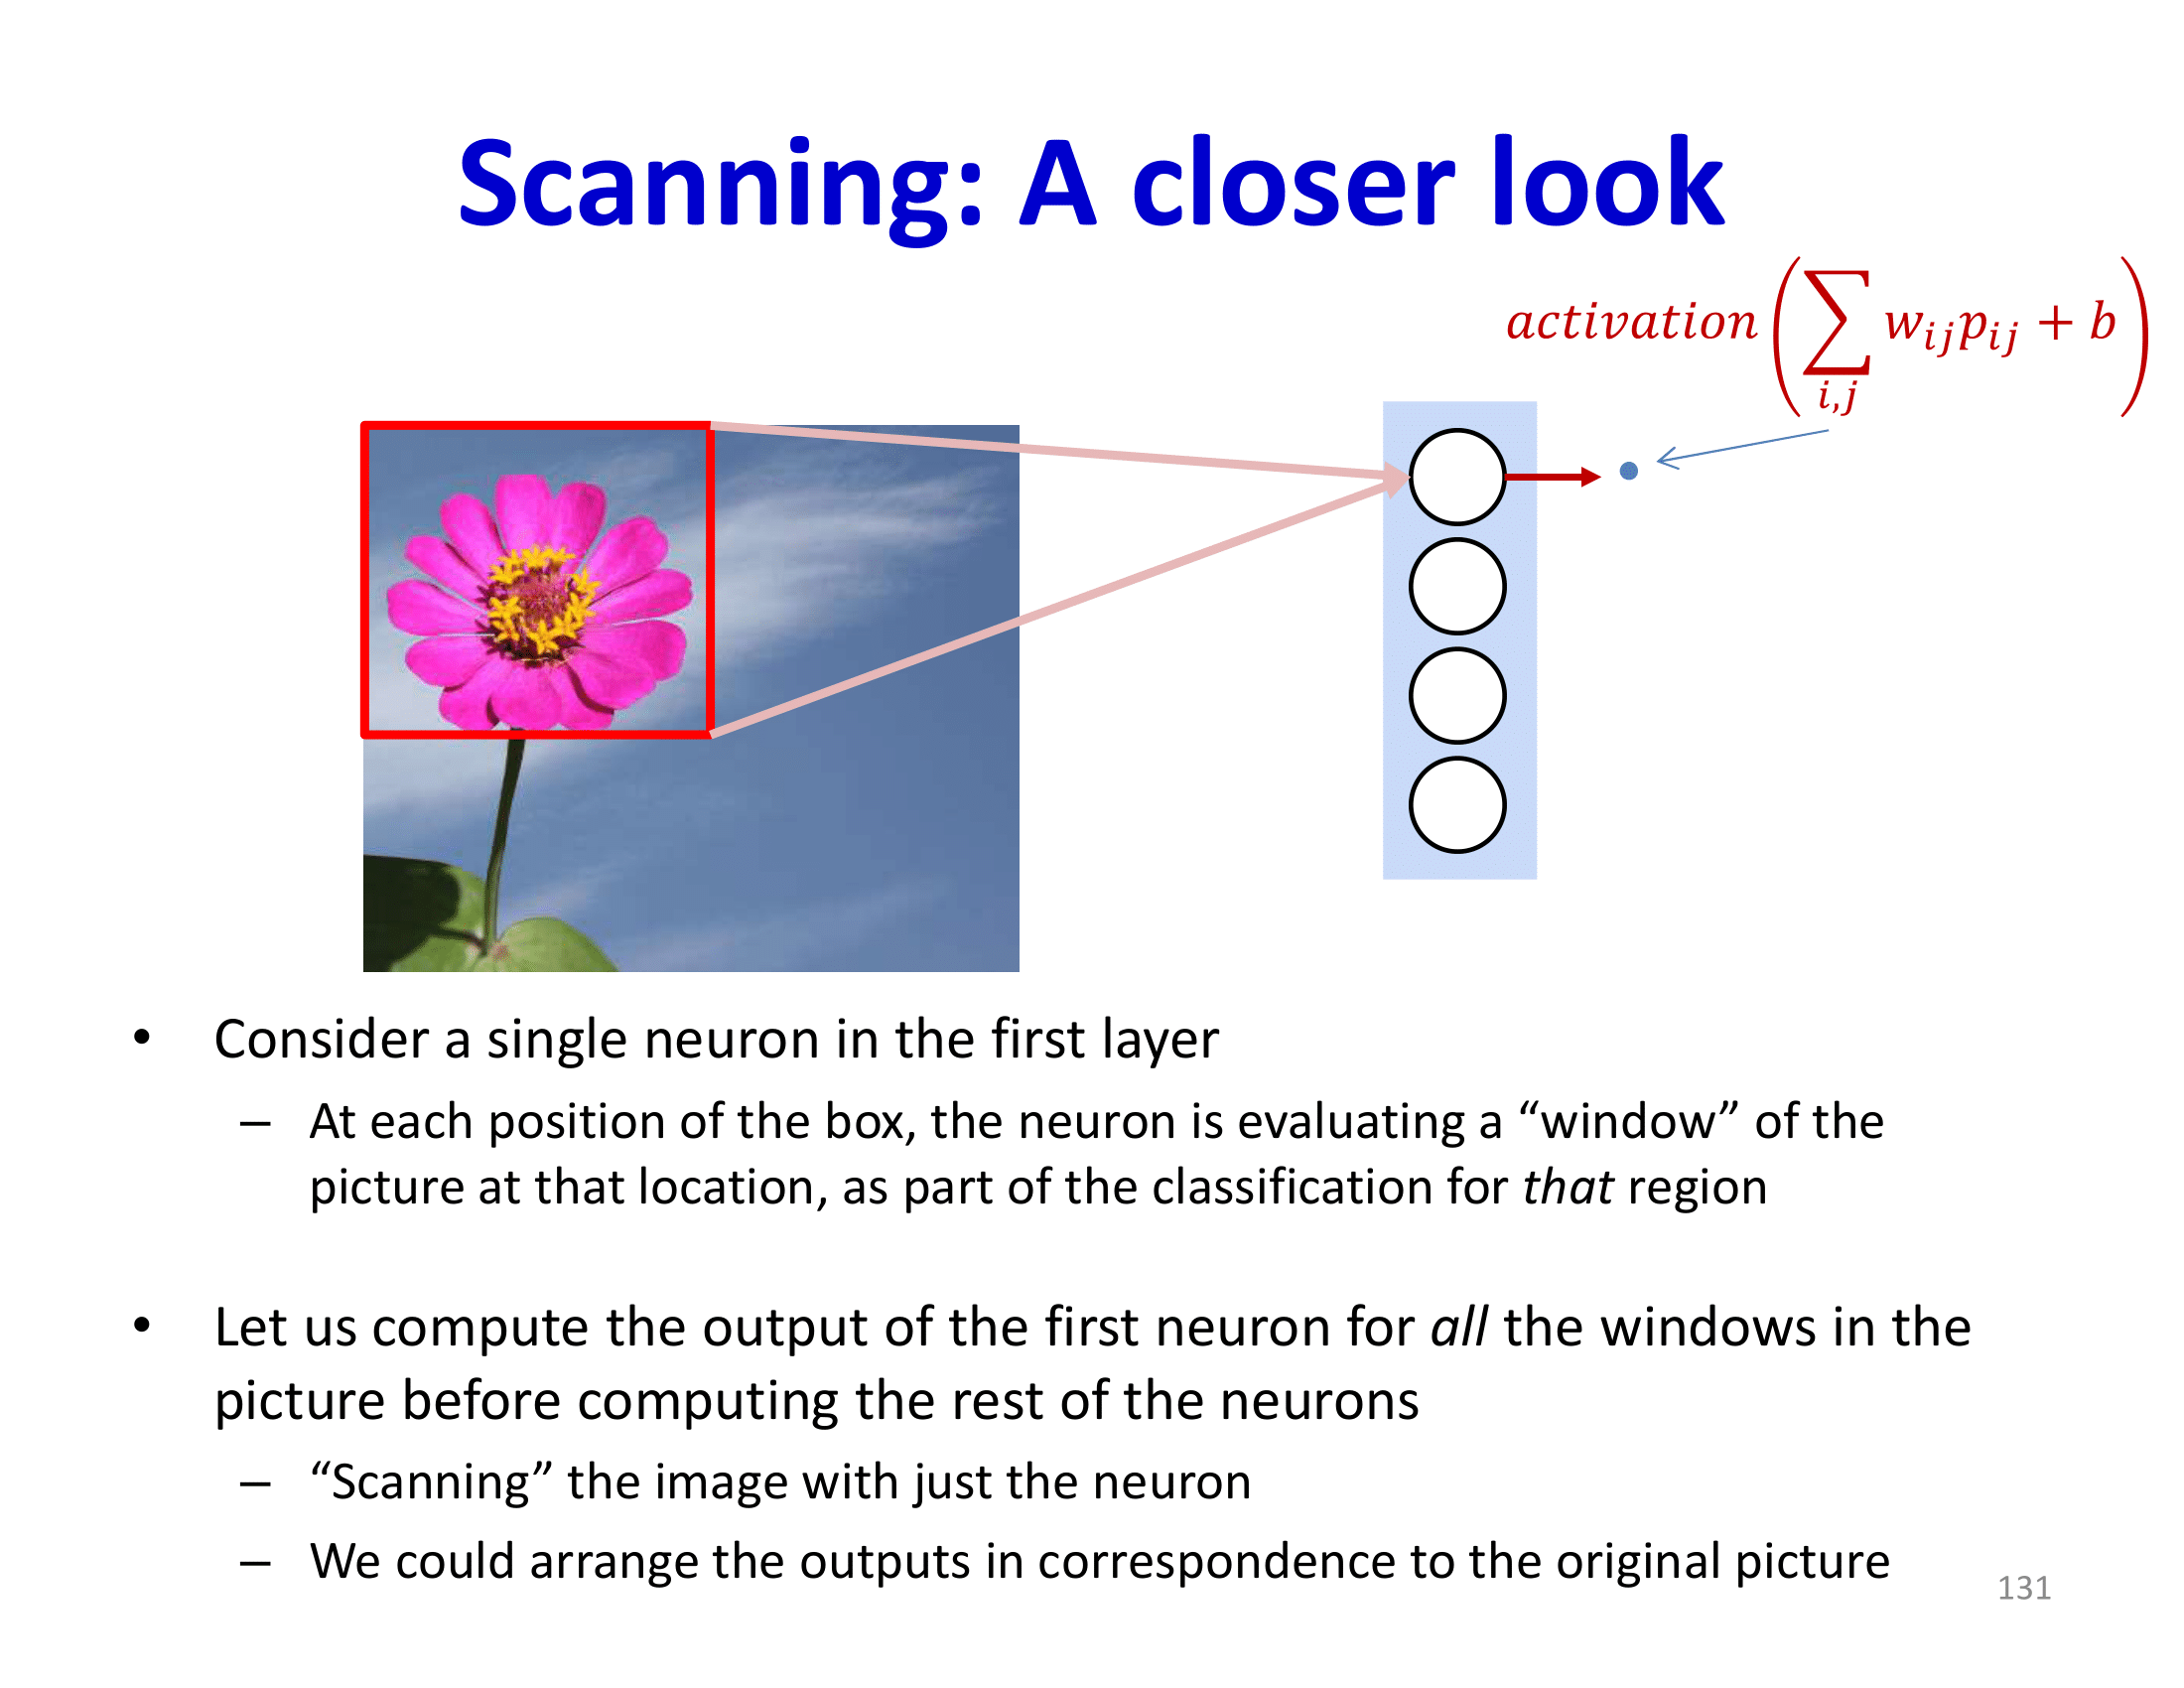 Scanning: A closer look
activation(∑_{i,j} w_{ij}p_{ij} + b)
• Consider a single neuron in the first layer
– At each position of the box, the neuron is evaluating a “window” of the
picture at that location, as part of the classification for that region
• Let us compute the output of the first neuron for all the windows in the
picture before computing the rest of the neurons
– “Scanning” the image with just the neuron
– We could arrange the outputs in correspondence to the original picture
131